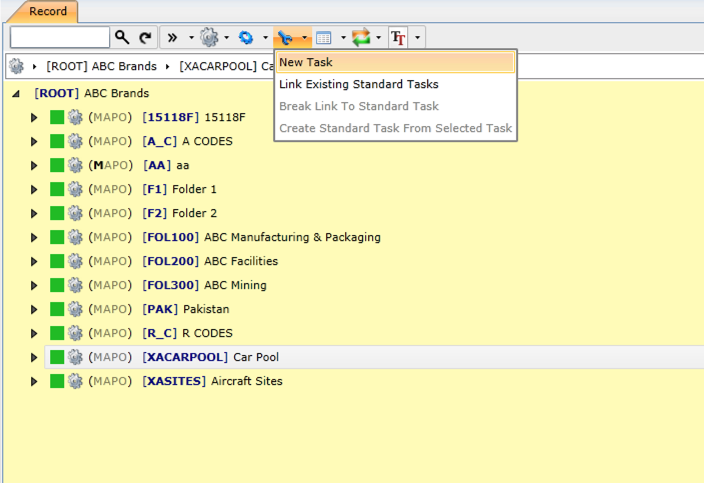 Record
[ROOT] ABC Brands [XACARPOOL]
New Task
Link Existing Standard Tasks
Break Link To Standard Task
Create Standard Task From Selected Task
[ROOT] ABC Brands
(MAPO) [15118F] 15118F
(MAPO) [A_C] A CODES
(MAPO) [AA] aa
(MAPO) [F1] Folder 1
(MAPO) [F2] Folder 2
(MAPO) [FOL100] ABC Manufacturing & Packaging
(MAPO) [FOL200] ABC Facilities
(MAPO) [FOL300] ABC Mining
(MAPO) [PAK] Pakistan
(MAPO) [R_C] R CODES
(MAPO) [XACARPOOL] Car Pool
(MAPO) [XASITES] Aircraft Sites